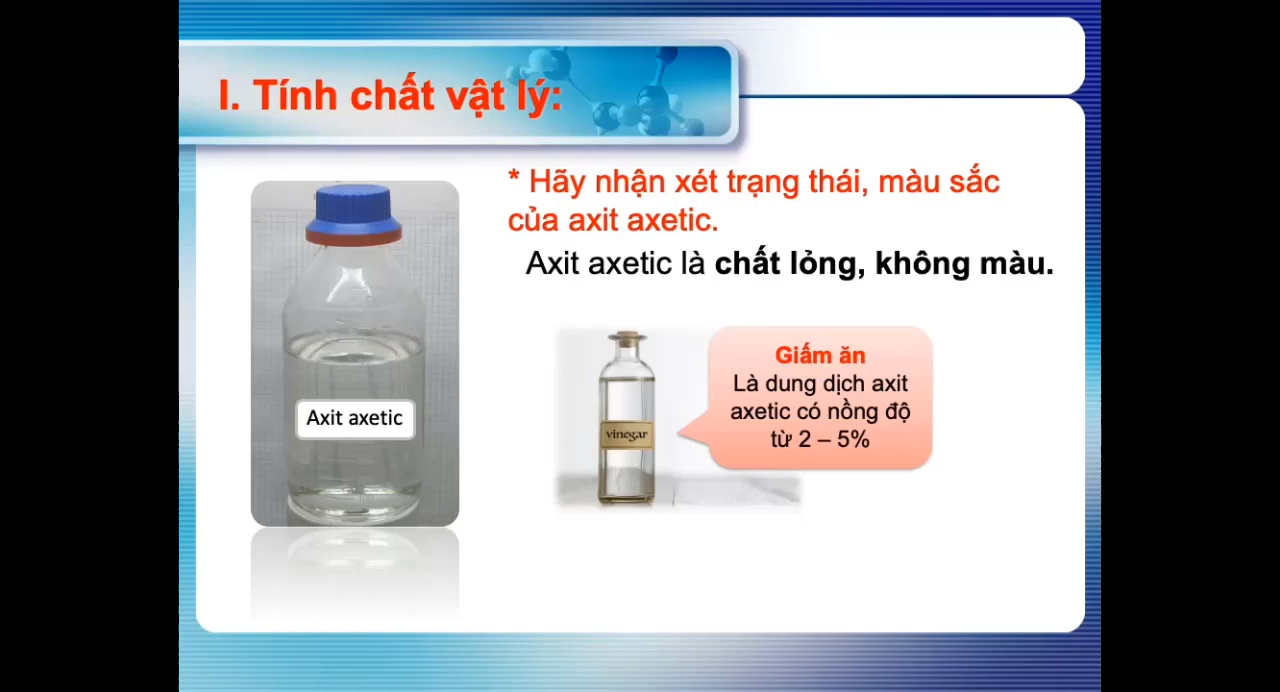 I. Tính chất vật lý:
* Hãy nhận xét trạng thái, màu sắc
của axit axetic.
Axit axetic là chất lỏng, không màu.
Axit axetic
vinegar
Giấm ăn
Là dung dịch axit
axetic có nồng độ
từ 2 – 5%